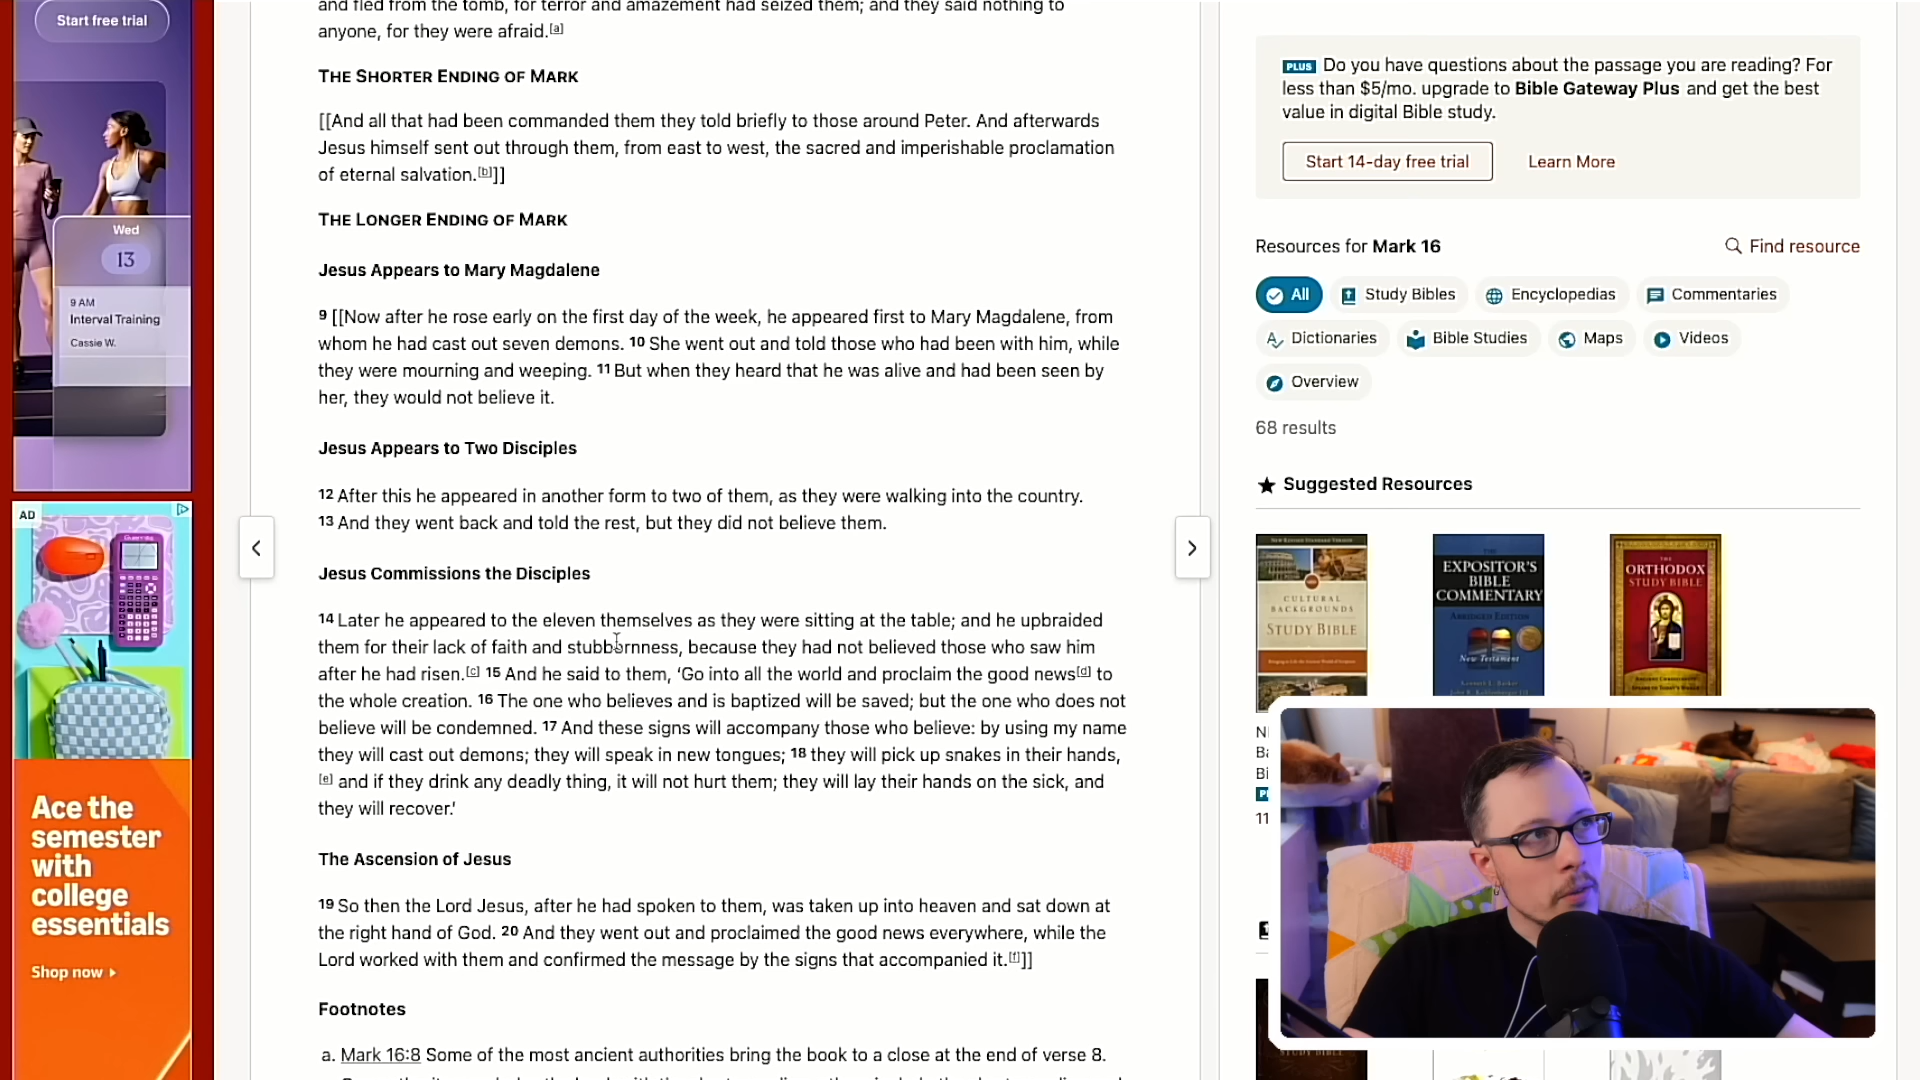 Start free trial
Wed
13
9 AM
Interval Training
Cassie W.
AD
Ace the
semester
with
college
essentials
Shop now
and fled from the tomb, for terror and amazement had seized them; and they said nothing to
anyone, for they were afraid.[a]
THE SHORTER ENDING OF MARK
[[And all that had been commanded them they told briefly to those around Peter. And afterwards
Jesus himself sent out through them, from east to west, the sacred and imperishable proclamation
of eternal salvation.[b]]]
THE LONGER ENDING OF MARK
Jesus Appears to Mary Magdalene
9 [[Now after he rose early on the first day of the week, he appeared first to Mary Magdalene, from
whom he had cast out seven demons. 10 She went out and told those who had been with him, while
they were mourning and weeping. 11 But when they heard that he was alive and had been seen by
her, they would not believe it.
Jesus Appears to Two Disciples
12 After this he appeared in another form to two of them, as they were walking into the country.
13 And they went back and told the rest, but they did not believe them.
Jesus Commissions the Disciples
14 Later he appeared to the eleven themselves as they were sitting at the table; and he upbraided
them for their lack of faith and stubbornness, because they had not believed those who saw him
after he had risen.[c] 15 And he said to them, ‘Go into all the world and proclaim the good news[d] to
the whole creation. 16 The one who believes and is baptized will be saved; but the one who does not
believe will be condemned. 17 And these signs will accompany those who believe: by using my name
they will cast out demons; they will speak in new tongues; 18 they will pick up snakes in their hands,
[e] and if they drink any deadly thing, it will not hurt them; they will lay their hands on the sick, and
they will recover.’
The Ascension of Jesus
19 So then the Lord Jesus, after he had spoken to them, was taken up into heaven and sat down at
the right hand of God. 20 And they went out and proclaimed the good news everywhere, while the
Lord worked with them and confirmed the message by the signs that accompanied it.[f]]]
Footnotes
a. Mark 16:8 Some of the most ancient authorities bring the book to a close at the end of verse 8.
PLUS Do you have questions about the passage you are reading? For
less than $5/mo. upgrade to Bible Gateway Plus and get the best
value in digital Bible study.
Start 14-day free trial
Learn More
Resources for Mark 16
Find resource
All
Study Bibles
Encyclopedias
Commentaries
Dictionaries
Bible Studies
Maps
Videos
Overview
68 results
Suggested Resources
NEW REVISED STANDARD VERSION
CULTURAL
BACKGROUNDS
STUDY BIBLE
THE
EXPOSITOR'S
BIBLE
COMMENTARY
ABRIDGED EDITION
New Testament
THE
ORTHODOX
STUDY BIBLE
Ba
Bi
11
STUDY BIBLE